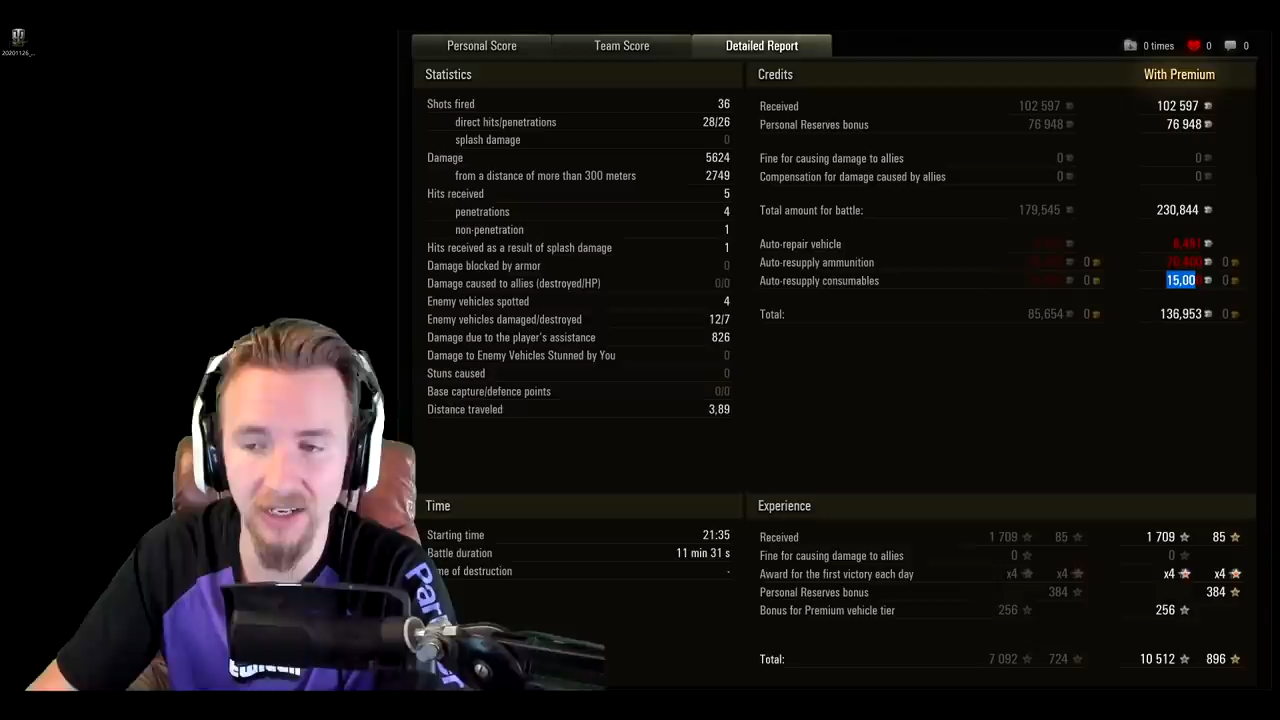 20201126_...
Personal Score Team Score Detailed Report
0 times 0 0
Statistics
Shots fired 36
direct hits/penetrations 28/26
splash damage 0
Damage 5624
from a distance of more than 300 meters 2749
Hits received 5
penetrations 4
non-penetration 1
Hits received as a result of splash damage 1
Damage blocked by armor 0
Damage caused to allies (destroyed/HP) 0/0
Enemy vehicles spotted 4
Enemy vehicles damaged/destroyed 12/7
Damage due to the player's assistance 826
Damage to Enemy Vehicles Stunned by You 0
Stuns caused 0
Base capture/defence points 0/0
Distance traveled 3,89
Credits With Premium
Received 102 597 102 597
Personal Reserves bonus 76 948 76 948
Fine for causing damage to allies 0 0
Compensation for damage caused by allies 0 0
Total amount for battle: 179,545 230,844
Auto-repair vehicle 8,491
Auto-resupply ammunition 0 70,400 0
Auto-resupply consumables 0 15,00 0
Total: 85,654 0 136,953 0
Time
Starting time 21:35
Battle duration 11 min 31 s
of destruction -
Experience
Received 1 709 85 1 709 85
Fine for causing damage to allies 0 0
Award for the first victory each day x4 x4 x4 x4
Personal Reserves bonus 384 384
Bonus for Premium vehicle tier 256 256
Total: 7 092 724 10 512 896